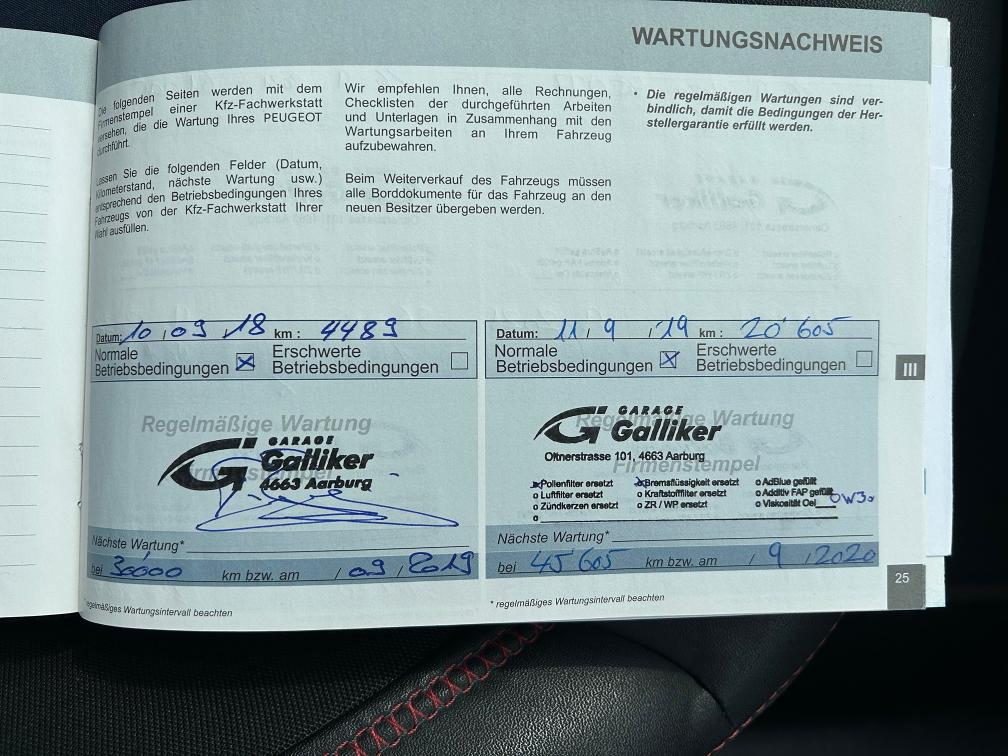 WARTUNGSNACHWEIS
Die folgenden Seiten werden mit dem
Firmenstempel einer Kfz-Fachwerkstatt
versehen, die die Wartung Ihres PEUGEOT
durchführt.
Lassen Sie die folgenden Felder (Datum,
Kilometerstand, nächste Wartung usw.)
entsprechend den Betriebsbedingungen Ihres
Fahrzeugs von der Kfz-Fachwerkstatt Ihrer
Wahl ausfüllen.
Wir empfehlen Ihnen, alle Rechnungen,
Checklisten der durchgeführten Arbeiten
und Unterlagen in Zusammenhang mit den
Wartungsarbeiten an Ihrem Fahrzeug
aufzubewahren.
Beim Weiterverkauf des Fahrzeugs müssen
alle Borddokumente für das Fahrzeug an den
neuen Besitzer übergeben werden.
• Die regelmäßigen Wartungen sind ver-
bindlich, damit die Bedingungen der Her-
stellergarantie erfüllt werden.
Datum: 10 / 09 / 18 km : 4489
Normale
Betriebsbedingungen
Erschwerte
Betriebsbedingungen
Regelmäßige Wartung
GARAGE
Galliker
4663 Aarburg
Firmenstempel
Nächste Wartung*
bei 30000 km bzw. am / 09 / 2019
* regelmäßiges Wartungsintervall beachten
Datum: 11 / 9 / 19 km : 20'605
Normale
Betriebsbedingungen
Erschwerte
Betriebsbedingungen
Regelmäßige Wartung
GARAGE
Galliker
Oltnerstrasse 101, 4663 Aarburg
Firmenstempel
x Pollenfilter ersetzt x Bremsflüssigkeit ersetzt o AdBlue gefüllt
o Luftfilter ersetzt o Kraftstofffilter ersetzt o Additiv FAP gefüllt
o Zündkerzen ersetzt o ZR / WP ersetzt o Viskosität Oel 0W30
o
Nächste Wartung*
bei 45'605 km bzw. am / 9 / 2020
* regelmäßiges Wartungsintervall beachten
III
25